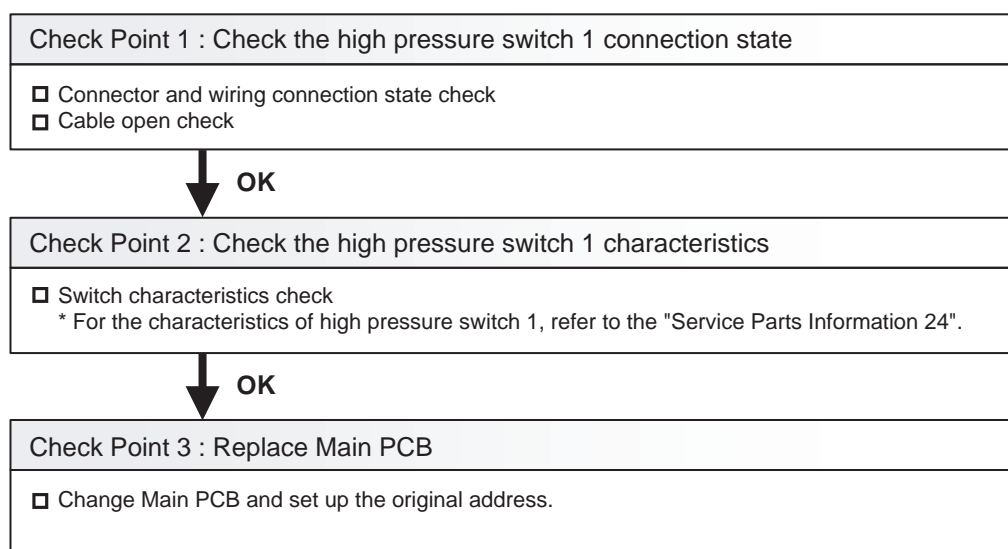 Check Point 1 : Check the high pressure switch 1 connection state
Connector and wiring connection state check
Cable open check
OK
Check Point 2 : Check the high pressure switch 1 characteristics
Switch characteristics check
* For the characteristics of high pressure switch 1, refer to the "Service Parts Information 24".
OK
Check Point 3 : Replace Main PCB
Change Main PCB and set up the original address.